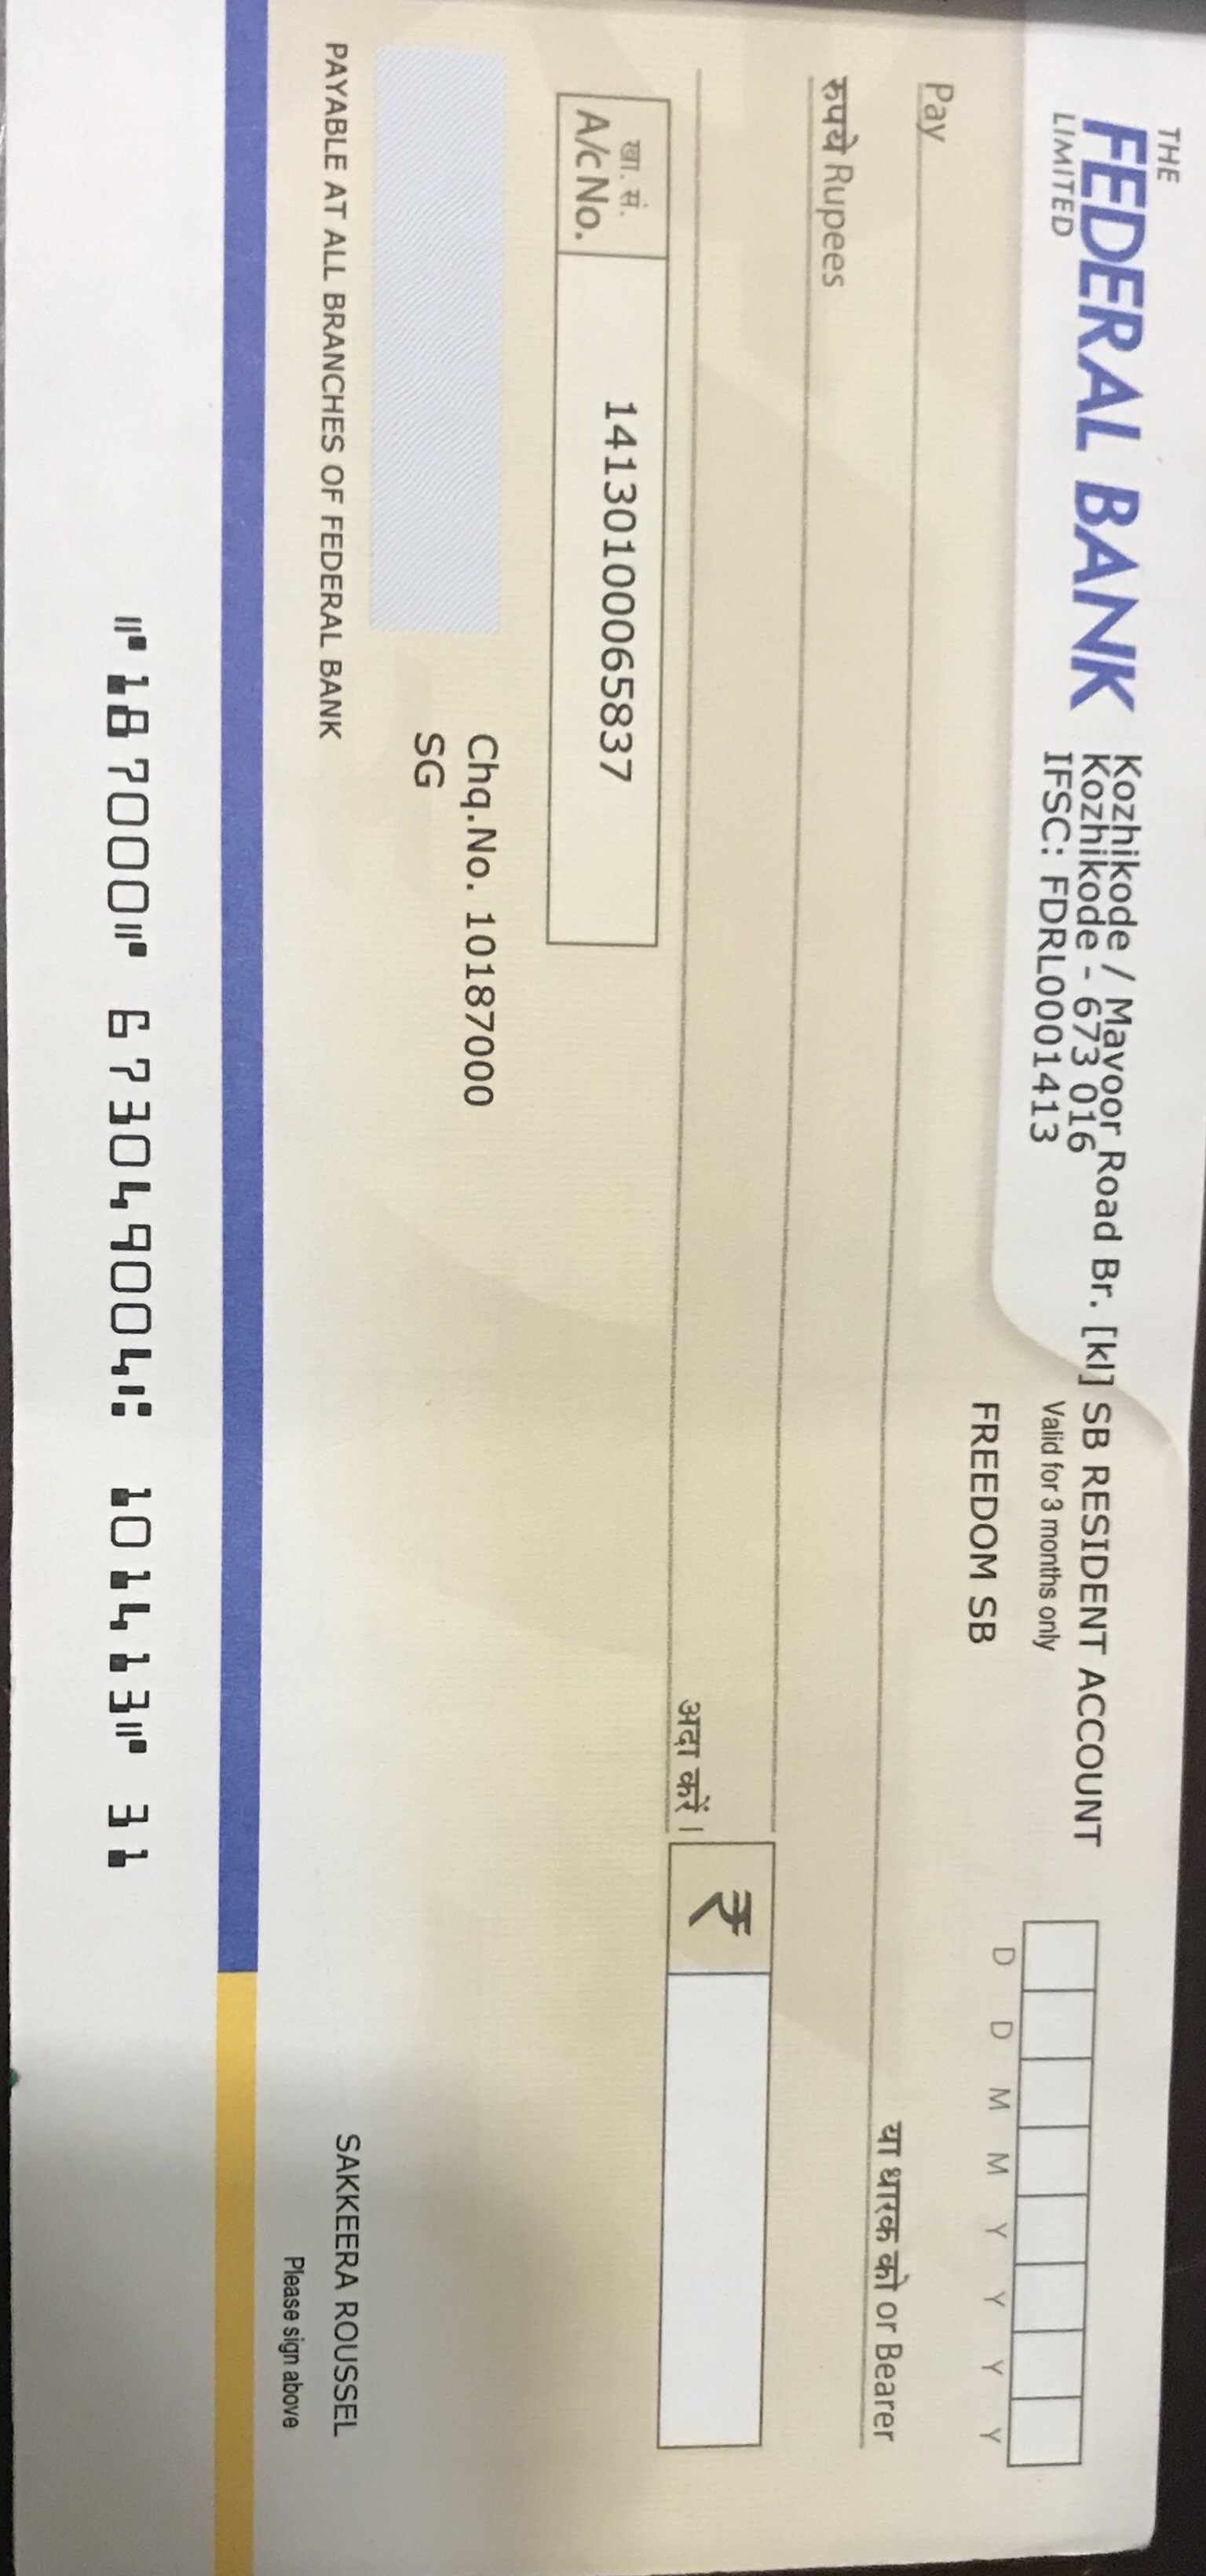 THE
FEDERAL BANK
LIMITED
Kozhikode / Mavoor Road Br. [kl]
Kozhikode - 673 016
IFSC: FDRL0001413
SB RESIDENT ACCOUNT
Valid for 3 months only
FREEDOM SB
D D M M Y Y Y Y
Pay
या धारक को or Bearer
रुपये Rupees
अदा करें।
₹
खा. सं.
A/c No.
14130100065837
Chq.No. 10187000
SG
PAYABLE AT ALL BRANCHES OF FEDERAL BANK
SAKKEERA ROUSSEL
Please sign above
⑈187000⑈ 673049004⑆ 101413⑈ 31